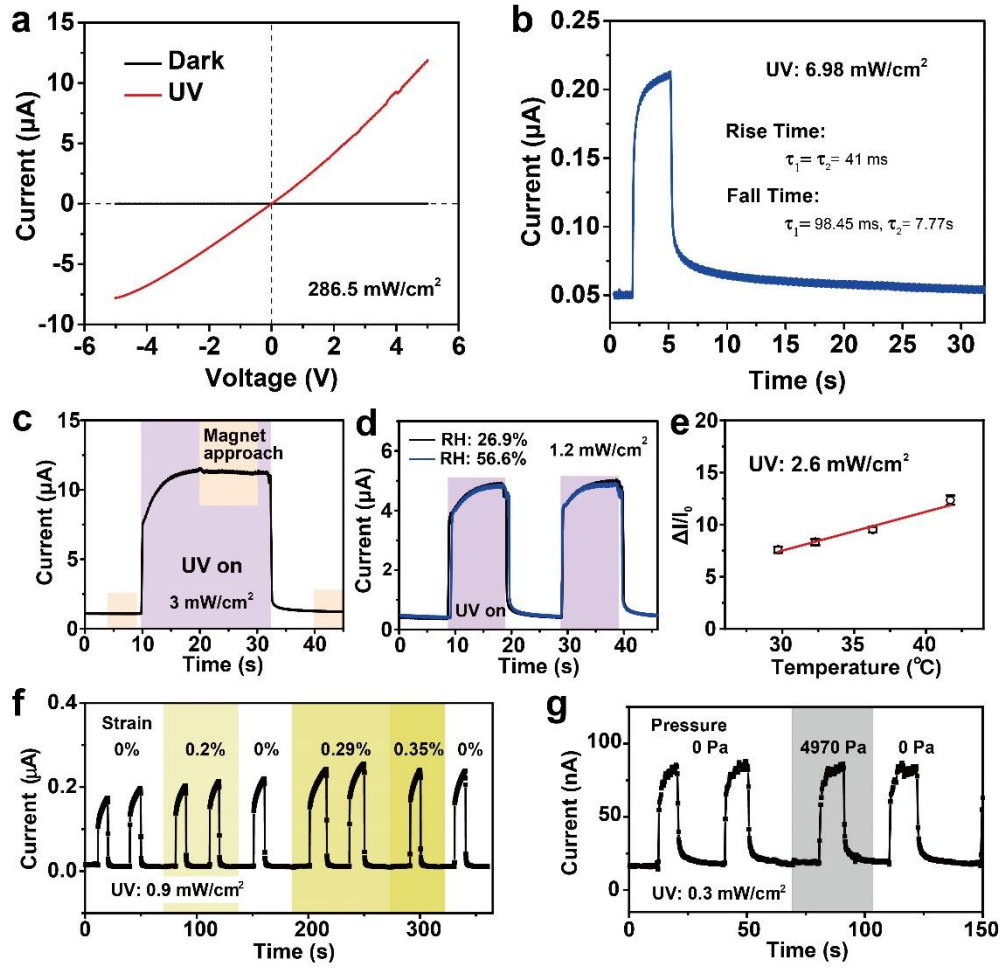 a
Dark
UV
286.5 mW/cm²
Current (µA)
15
10
5
0
-5
-10
-6
-4
-2
0
2
4
6
Voltage (V)
b
UV: 6.98 mW/cm²
Rise Time:
τ₁= τ₂= 41 ms
Fall Time:
τ₁= 98.45 ms, τ₂= 7.77s
Current (µA)
0.20
0.15
0.10
0.05
0
5
10
15
20
25
30
Time (s)
c
Magnet
approach
UV on
3 mW/cm²
Current (µA)
15
10
5
0
0
10
20
30
40
Time (s)
d
RH: 26.9%
RH: 56.6%
1.2 mW/cm²
UV on
Current (µA)
6
4
2
0
0
10
20
30
40
Time (s)
e
UV: 2.6 mW/cm²
ΔI/I₀
20
15
10
5
0
30
35
40
Temperature (°C)
f
Strain
0%
0.2%
0%
0.29%
0.35%
0%
UV: 0.9 mW/cm²
Current (µA)
0.4
0.2
0.0
0
100
200
300
Time (s)
g
Pressure
0 Pa
4970 Pa
0 Pa
UV: 0.3 mW/cm²
Current (nA)
100
50
0
0
50
100
150
Time (s)